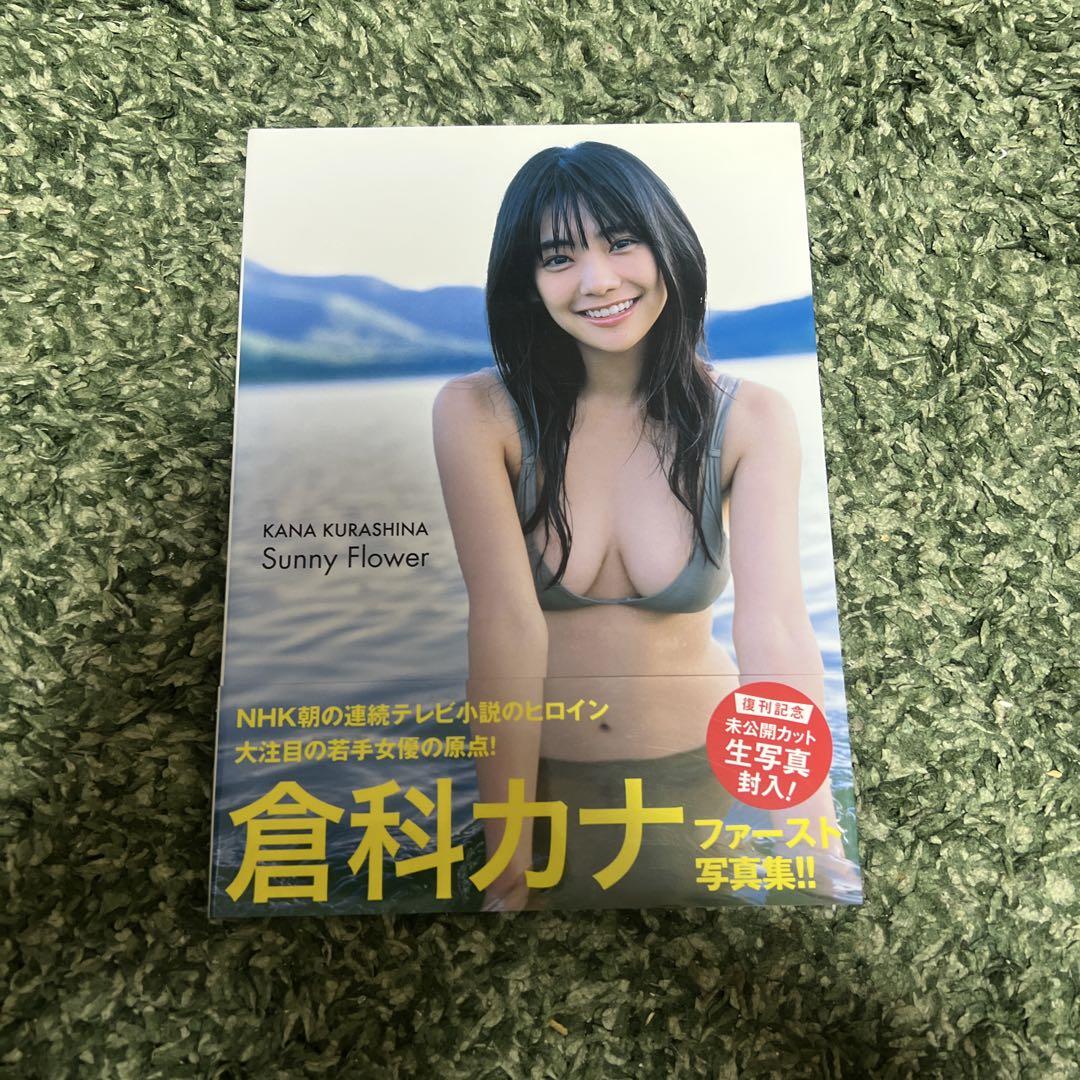 KANA KURASHINA
Sunny Flower
NHK朝の連続テレビ小説のヒロイン
大注目の若手女優の原点!
倉科カナ
ファースト
写真集!!
復刊記念
未公開カット
生写真
封入!